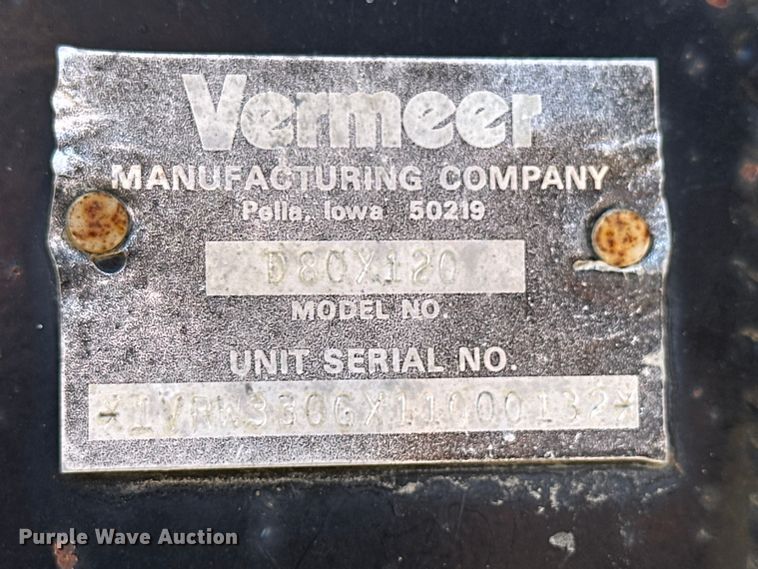 Vermeer
MANUFACTURING COMPANY
Pella, Iowa 50219
D80X120
MODEL NO.
UNIT SERIAL NO.
*1VRW3306X11000132*
Purple Wave Auction